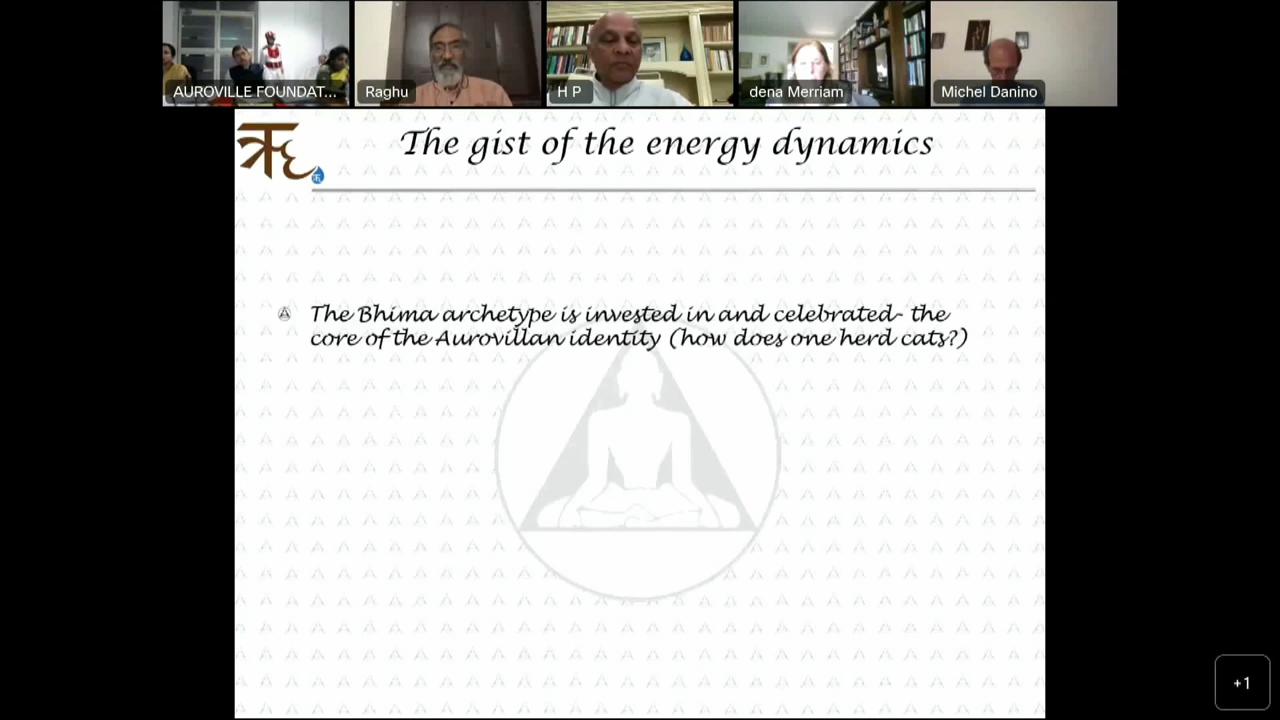 AUROVILLE FOUNDAT...
Raghu
H P
dena Merriam
Michel Danino
ऋ
The gist of the energy dynamics
The Bhima archetype is invested in and celebrated- the
core of the Aurovillan identity (how does one herd cats?)
+1